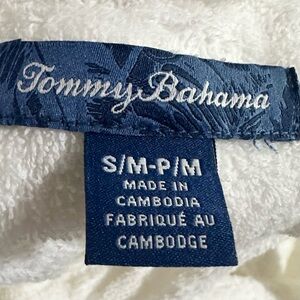 Tommy Bahama
S/M-P/M
MADE IN
CAMBODIA
FABRIQUÉ AU
CAMBODGE